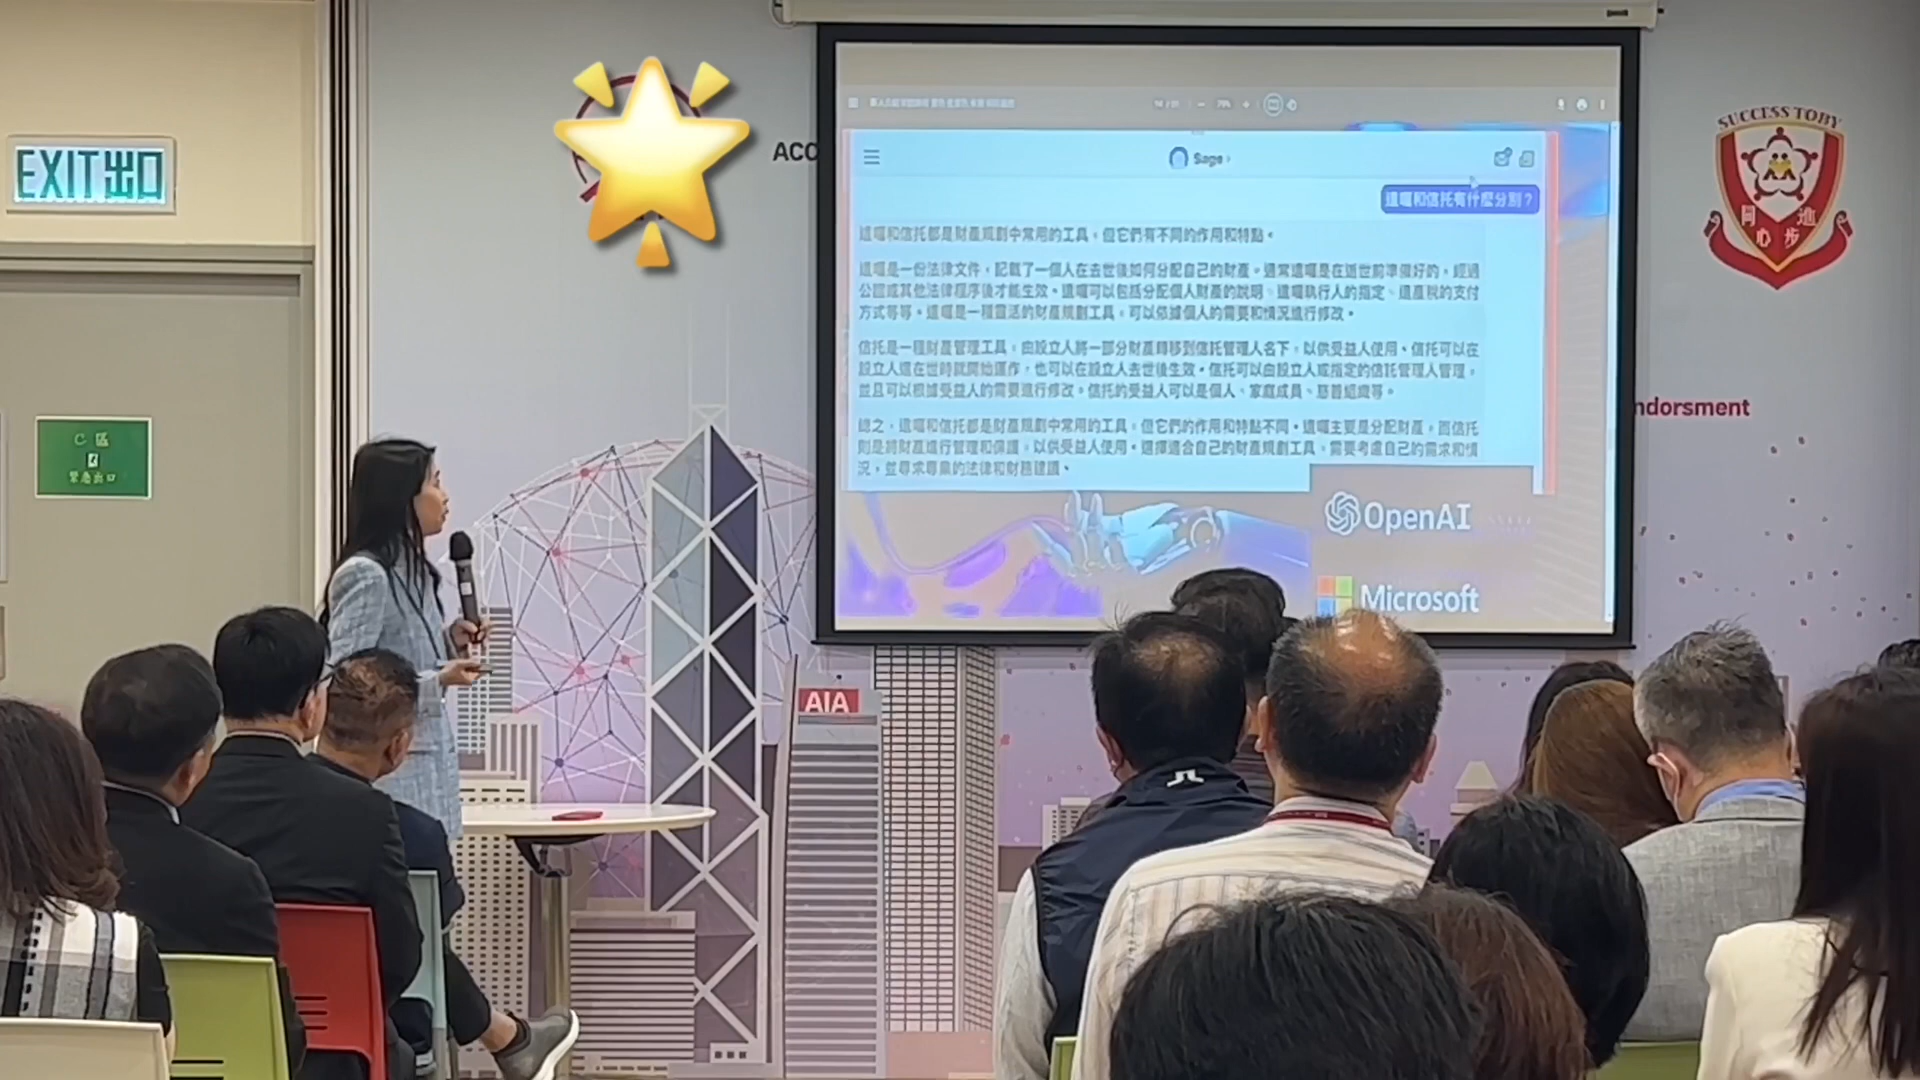 EXIT出口
C 區
緊急出口
ACC
SUCCESS TOBY
同心 進步
ndorsment
AIA
Sage
遺囑和信托有什麼分別？
遺囑和信托都是財產規劃中常用的工具，但它們有不同的作用和特點。
遺囑是一份法律文件，記載了一個人在去世後如何分配自己的財產。通常遺囑是在逝世前準備好的，經過
公證或其他法律程序後才能生效。遺囑可以包括分配個人財產的說明、遺囑執行人的指定、遺產稅的支付
方式等等。遺囑是一種靈活的財產規劃工具，可以依據個人的需要和情況進行修改。
信托是一種財產管理工具，由設立人將一部分財產轉移到信託管理人名下，以供受益人使用。信托可以在
設立人還在世時就開始運作，也可以在設立人去世後生效。信托可以由設立人或指定的信託管理人管理，
並且可以根據受益人的需要進行修改。信托的受益人可以是個人、家庭成員、慈善組織等。
總之，遺囑和信托都是財產規劃中常用的工具，但它們的作用和特點不同。遺囑主要是分配財產，而信托
則是將財產進行管理和保護，以供受益人使用。選擇適合自己的財產規劃工具，需要考慮自己的需求和情
況，並尋求專業的法律和財務建議。
OpenAI
Microsoft